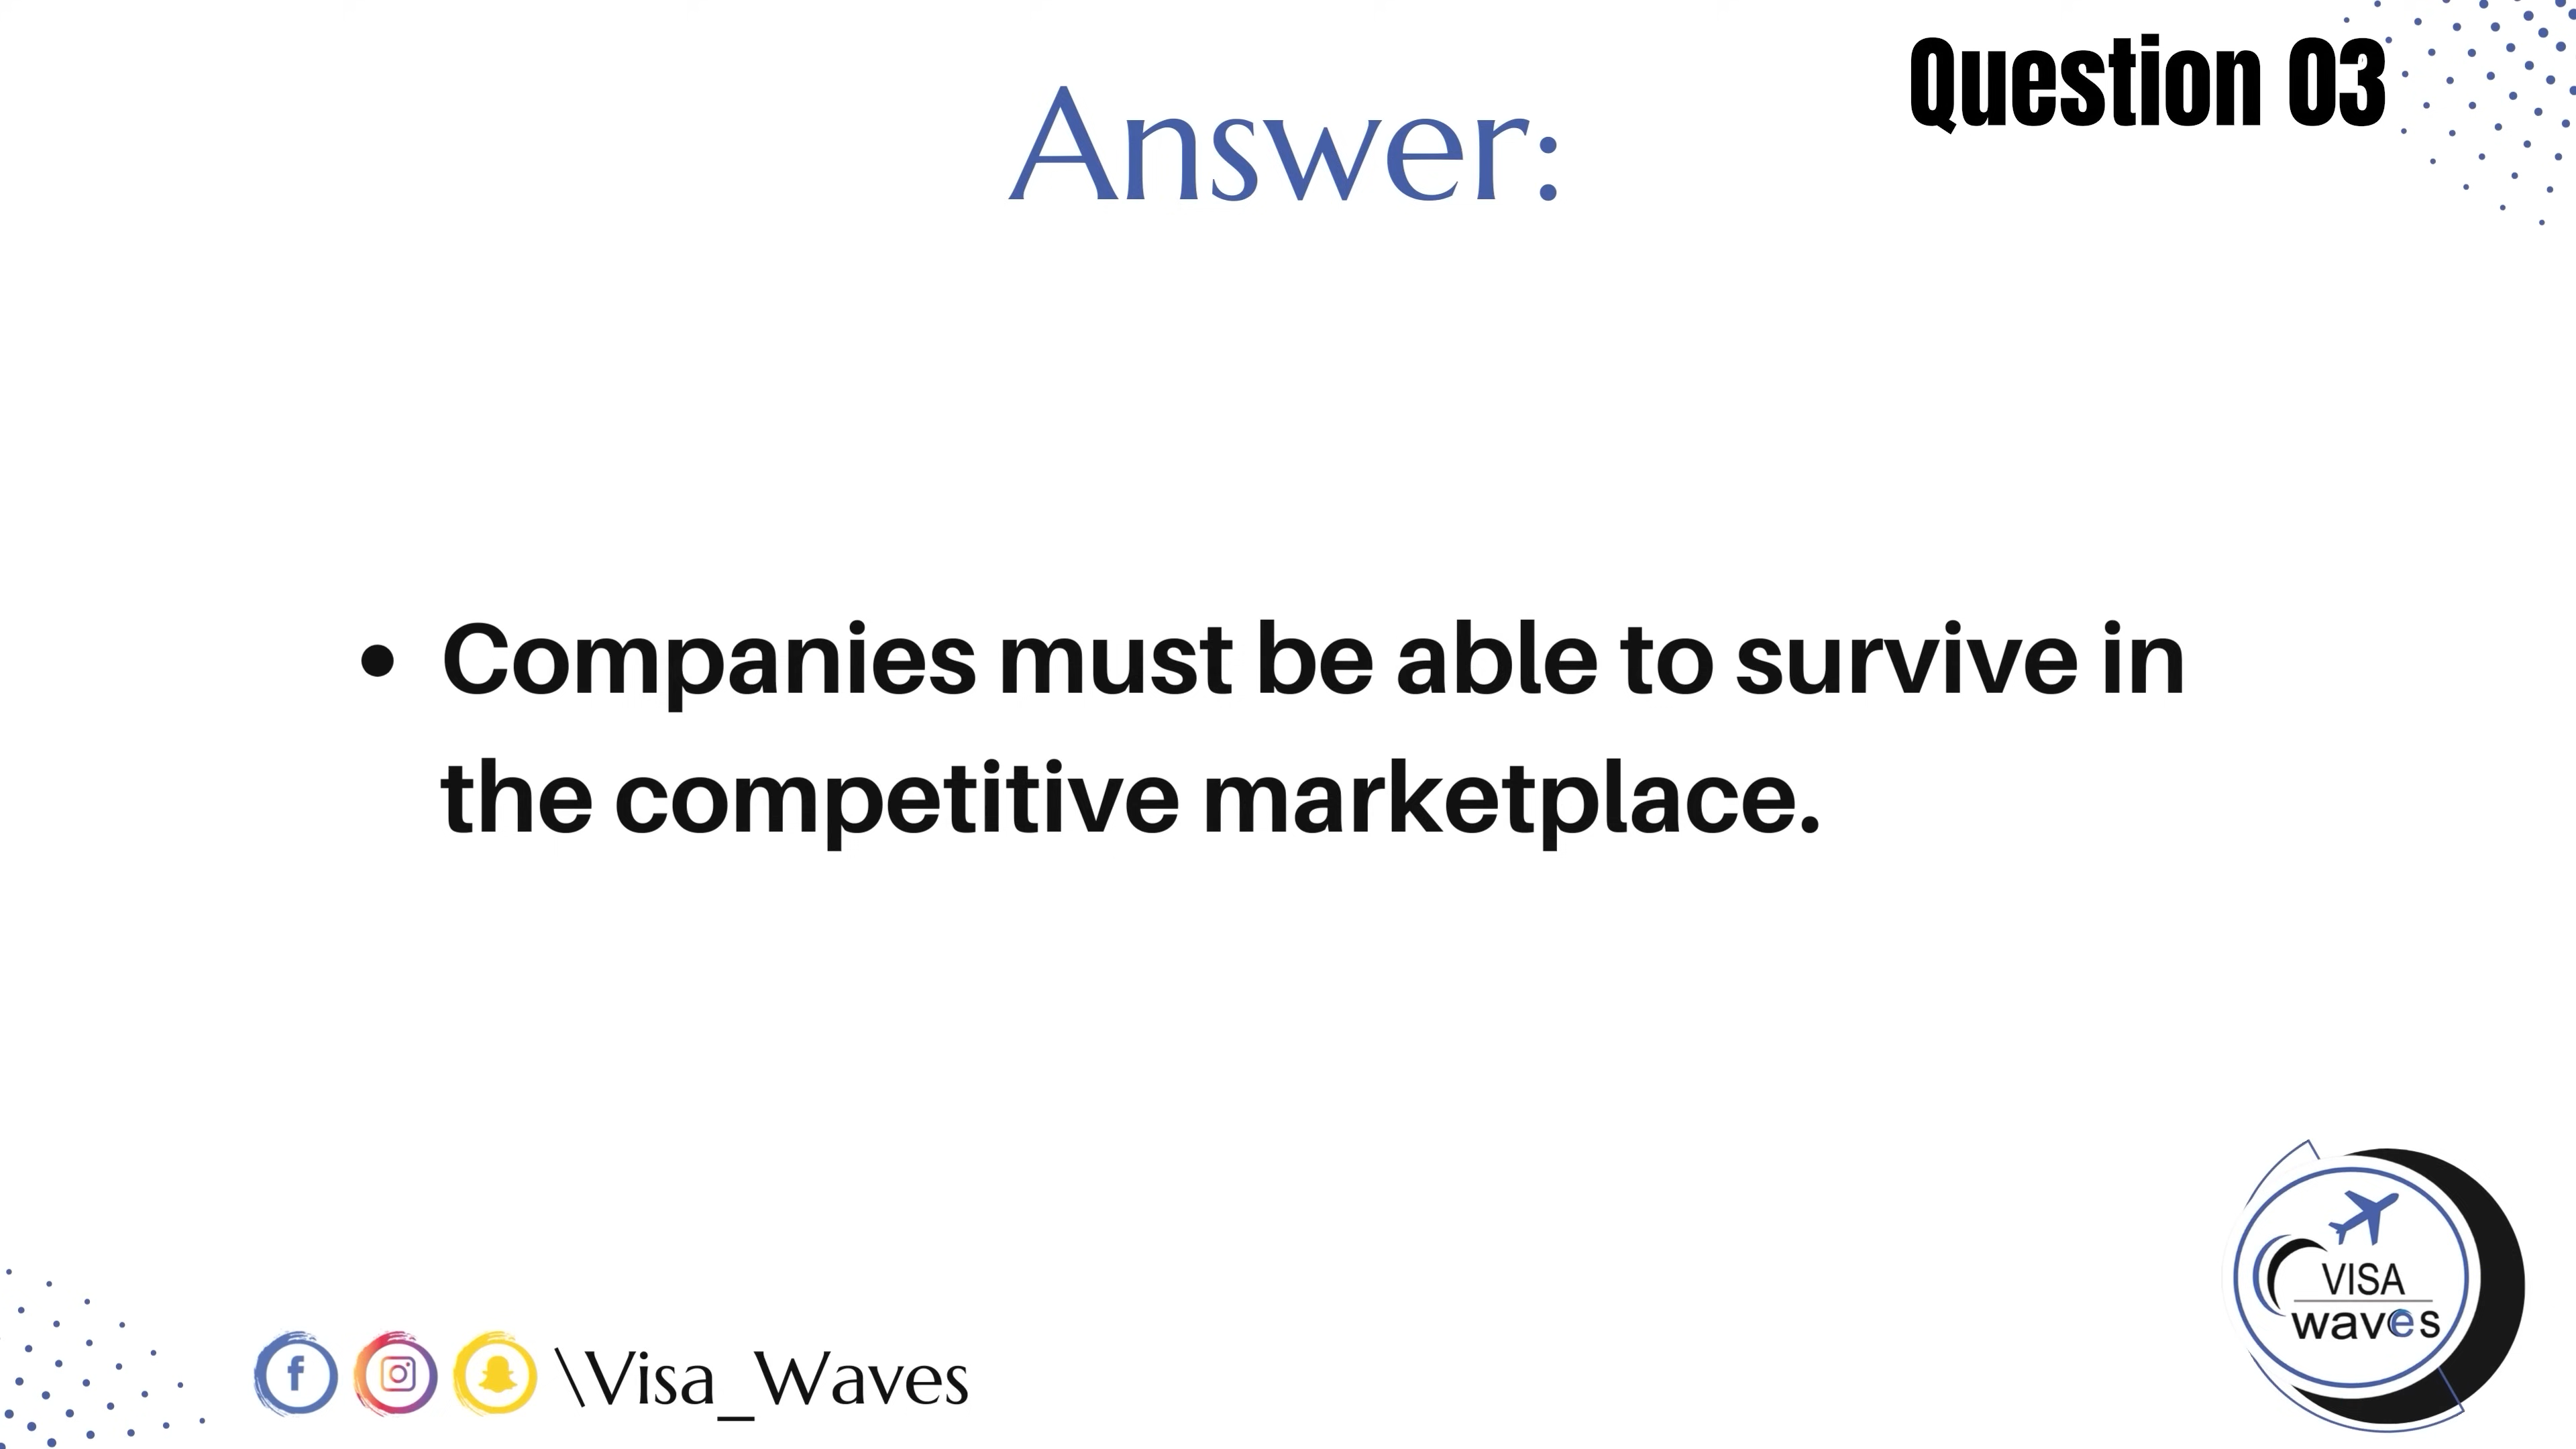 Question 03
Answer:
• Companies must be able to survive in
the competitive marketplace.
\Visa_Waves
VISA
waves